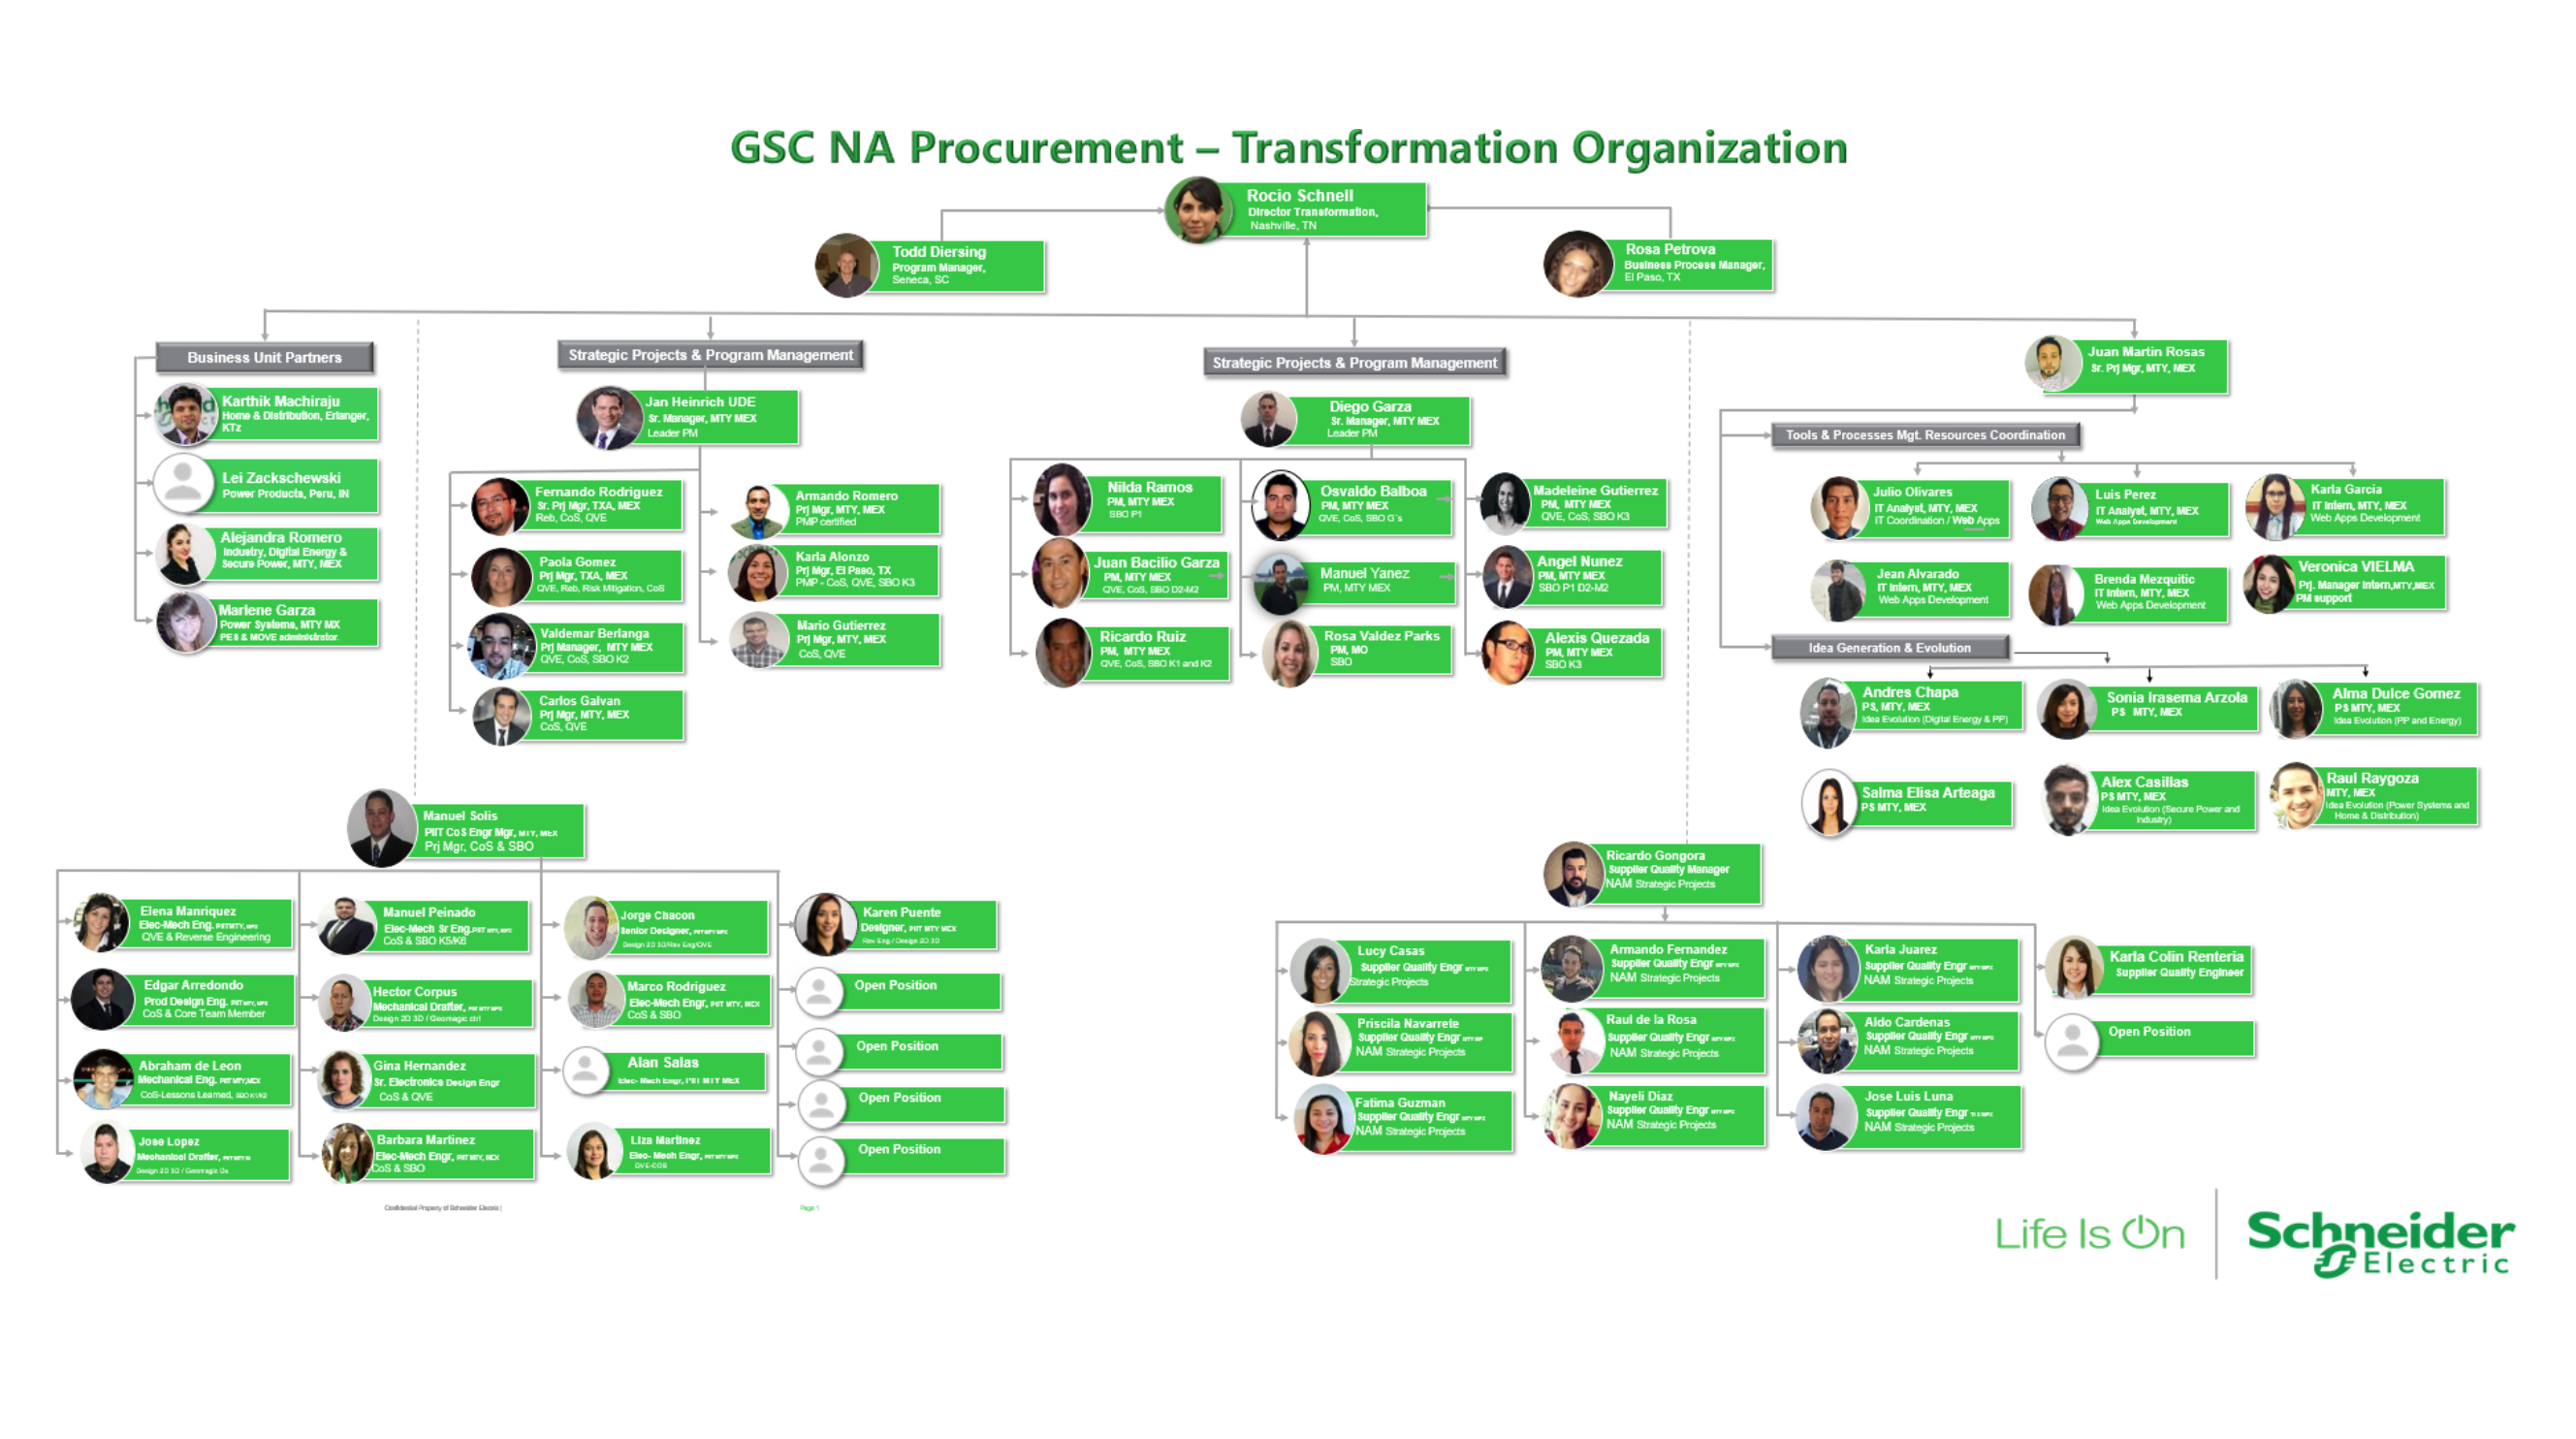 GSC NA Procurement – Transformation Organization
Rocio Schnell
Director Transformation,
Nashville, TN
Todd Diersing
Program Manager,
Seneca, SC
Rosa Petrova
Business Process Manager,
El Paso, TX
Business Unit Partners
Karthik Machiraju
Home & Distribution, Erlanger,
KTz
Lei Zackschewski
Power Products, Peru, IN
Alejandra Romero
Industry, Digital Energy &
Secure Power, MTY, MEX
Marlene Garza
Power Systems, MTY MX
PES & MOVE administrator.
Strategic Projects & Program Management
Jan Heinrich UDE
Sr. Manager, MTY MEX
Leader PM
Fernando Rodriguez
Sr. Prj Mgr, TXA, MEX
Reb, CoS, QVE
Paola Gomez
Prj Mgr, TXA, MEX
QVE, Reb, Risk Mitigation, CoS
Valdemar Berlanga
Prj Manager, MTY MEX
QVE, CoS, SBO K2
Carlos Galvan
Prj Mgr, MTY, MEX
CoS, QVE
Armando Romero
Prj Mgr, MTY, MEX
PMP certified
Karla Alonzo
Prj Mgr, El Paso, TX
PMP - CoS, QVE, SBO K3
Mario Gutierrez
Prj Mgr, MTY, MEX
CoS, QVE
Strategic Projects & Program Management
Diego Garza
Sr. Manager, MTY MEX
Leader PM
Nilda Ramos
PM, MTY MEX
SBO P1
Juan Bacilio Garza
PM, MTY MEX
QVE, CoS, SBO D2-M2
Ricardo Ruiz
PM, MTY MEX
QVE, CoS, SBO K1 and K2
Osvaldo Balboa
PM, MTY MEX
QVE, CoS, SBO G´s
Manuel Yanez
PM, MTY MEX
Rosa Valdez Parks
PM, MO
SBO
Madeleine Gutierrez
PM, MTY MEX
QVE, CoS, SBO K3
Angel Nunez
PM, MTY MEX
SBO P1 D2-M2
Alexis Quezada
PM, MTY MEX
SBO K3
Juan Martin Rosas
Sr. Prj Mgr, MTY, MEX
Tools & Processes Mgt. Resources Coordination
Julio Olivares
IT Analyst, MTY, MEX
IT Coordination / Web Apps
Luis Perez
IT Analyst, MTY, MEX
Web Apps Development
Karla Garcia
IT Intern, MTY, MEX
Web Apps Development
Jean Alvarado
IT Intern, MTY, MEX
Web Apps Development
Brenda Mezquitic
IT Intern, MTY, MEX
Web Apps Development
Veronica VIELMA
Prj. Manager Intern,MTY,MEX
PM support
Idea Generation & Evolution
Andres Chapa
PS, MTY, MEX
Idea Evolution (Digital Energy & PP)
Sonia Irasema Arzola
PS MTY, MEX
Alma Dulce Gomez
PS MTY, MEX
Idea Evolution (PP and Energy)
Salma Elisa Arteaga
PS MTY, MEX
Alex Casillas
PS MTY, MEX
Idea Evolution (Secure Power and
Industry)
Raul Raygoza
MTY, MEX
Idea Evolution (Power Systems and
Home & Distribution)
Manuel Solis
PIIT CoS Engr Mgr, MTY, MEX
Prj Mgr, CoS & SBO
Elena Manriquez
Elec-Mech Eng.
QVE & Reverse Engineering
Edgar Arredondo
Prod Design Eng.
CoS & Core Team Member
Abraham de Leon
Mechanical Eng. PIIT MTY,MEX
CoS-Lessons Learned, SBO K1/K2
Jose Lopez
Mechanical Drafter,
Design 2D 3D / Geomagic
Manuel Peinado
Elec-Mech Sr Eng.
CoS & SBO K5/K6
Hector Corpus
Mechanical Drafter,
Design 2D 3D / Geomagic ctrl
Gina Hernandez
Sr. Electronics Design Engr
CoS & QVE
Barbara Martinez
Elec-Mech Engr, PIIT MTY, MEX
CoS & SBO
Jorge Chacon
Senior Designer,
Design 2D 3D/Rev Eng/QVE
Marco Rodriguez
Elec-Mech Engr, PIIT MTY, MEX
CoS & SBO
Alan Salas
Elec- Mech Engr, PIIT MTY MEX
Liza Martinez
Elec- Mech Engr,
QVE-COS
Karen Puente
Designer, PIIT MTY MEX
Rev Eng / Design 2D 3D
Open Position
Open Position
Open Position
Open Position
Ricardo Gongora
Supplier Quality Manager
NAM Strategic Projects
Lucy Casas
Supplier Quality Engr
Strategic Projects
Priscila Navarrete
Supplier Quality Engr
NAM Strategic Projects
Fatima Guzman
Supplier Quality Engr
NAM Strategic Projects
Armando Fernandez
Supplier Quality Engr
NAM Strategic Projects
Raul de la Rosa
Supplier Quality Engr
NAM Strategic Projects
Nayeli Diaz
Supplier Quality Engr
NAM Strategic Projects
Karla Juarez
Supplier Quality Engr
NAM Strategic Projects
Aldo Cardenas
Supplier Quality Engr
NAM Strategic Projects
Jose Luis Luna
Supplier Quality Engr
NAM Strategic Projects
Karla Colin Renteria
Supplier Quality Engineer
Open Position
Confidential Property of Schneider Electric |
Page 1
Life Is On
Schneider
Electric